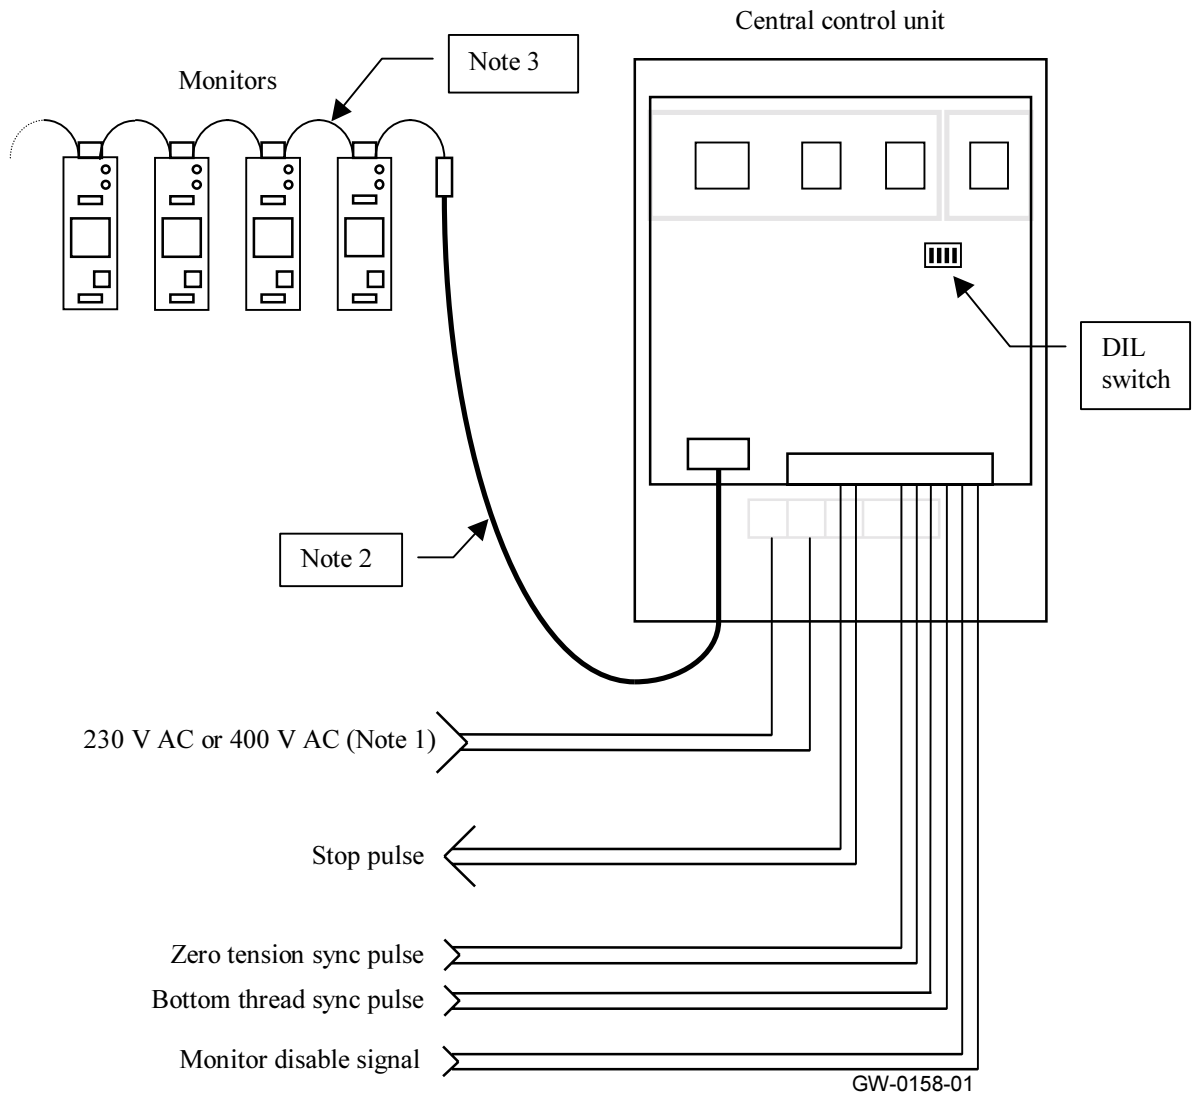 Central control unit
Note 3
Monitors
DIL
switch
Note 2
230 V AC or 400 V AC (Note 1)
Stop pulse
Zero tension sync pulse
Bottom thread sync pulse
Monitor disable signal
GW-0158-01